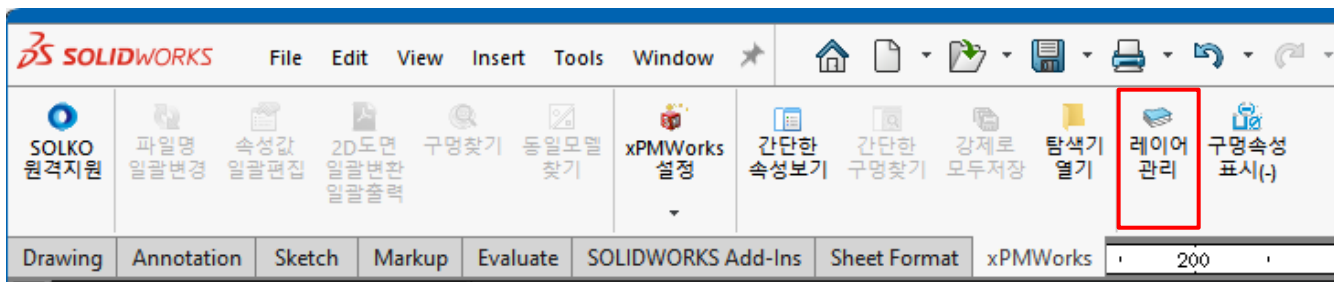 SOLIDWORKS File Edit View Insert Tools Window
SOLKO 원격지원
파일명 일괄변경
속성값 일괄편집
2D도면 일괄변환 일괄출력
구멍찾기
동일모델 찾기
xPMWorks 설정
간단한 속성보기
간단한 구멍찾기
강제로 모두저장
탐색기 열기
레이어 관리
구멍속성 표시(-)
Drawing Annotation Sketch Markup Evaluate SOLIDWORKS Add-Ins Sheet Format xPMWorks 200